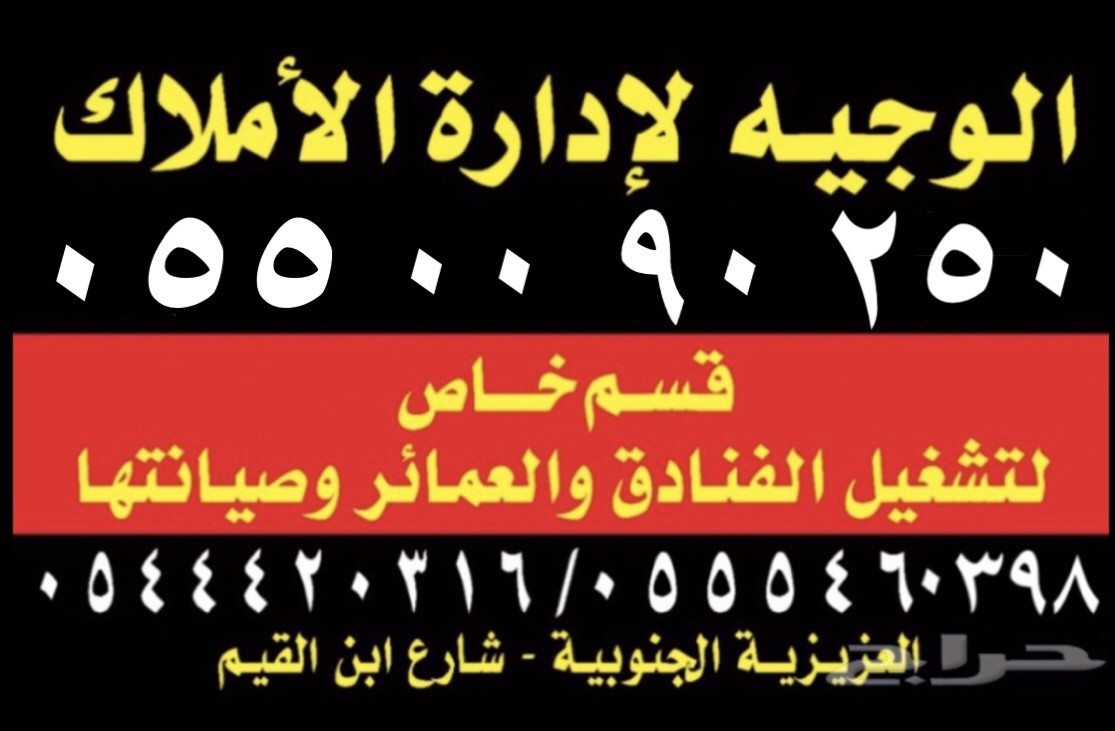 الوجيه لإدارة الأملاك
٠٥٥٠٠٩٠٢٥٠
قسم خاص
لتشغيل الفنادق والعمائر وصيانتها
٠٥٤٤٤٢٠٣١٦/٠٥٥٥٤٦٠٣٩٨
العزيزية الجنوبية - شارع ابن القيم
حراج